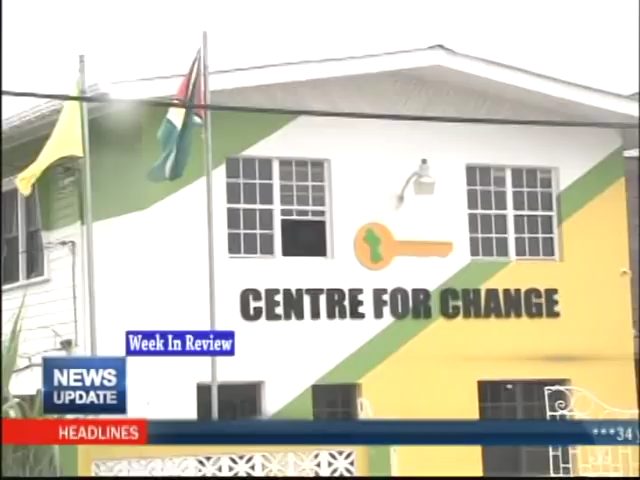 CENTRE FOR CHANGE
Week In Review
NEWS
UPDATE
HEADLINES
***34